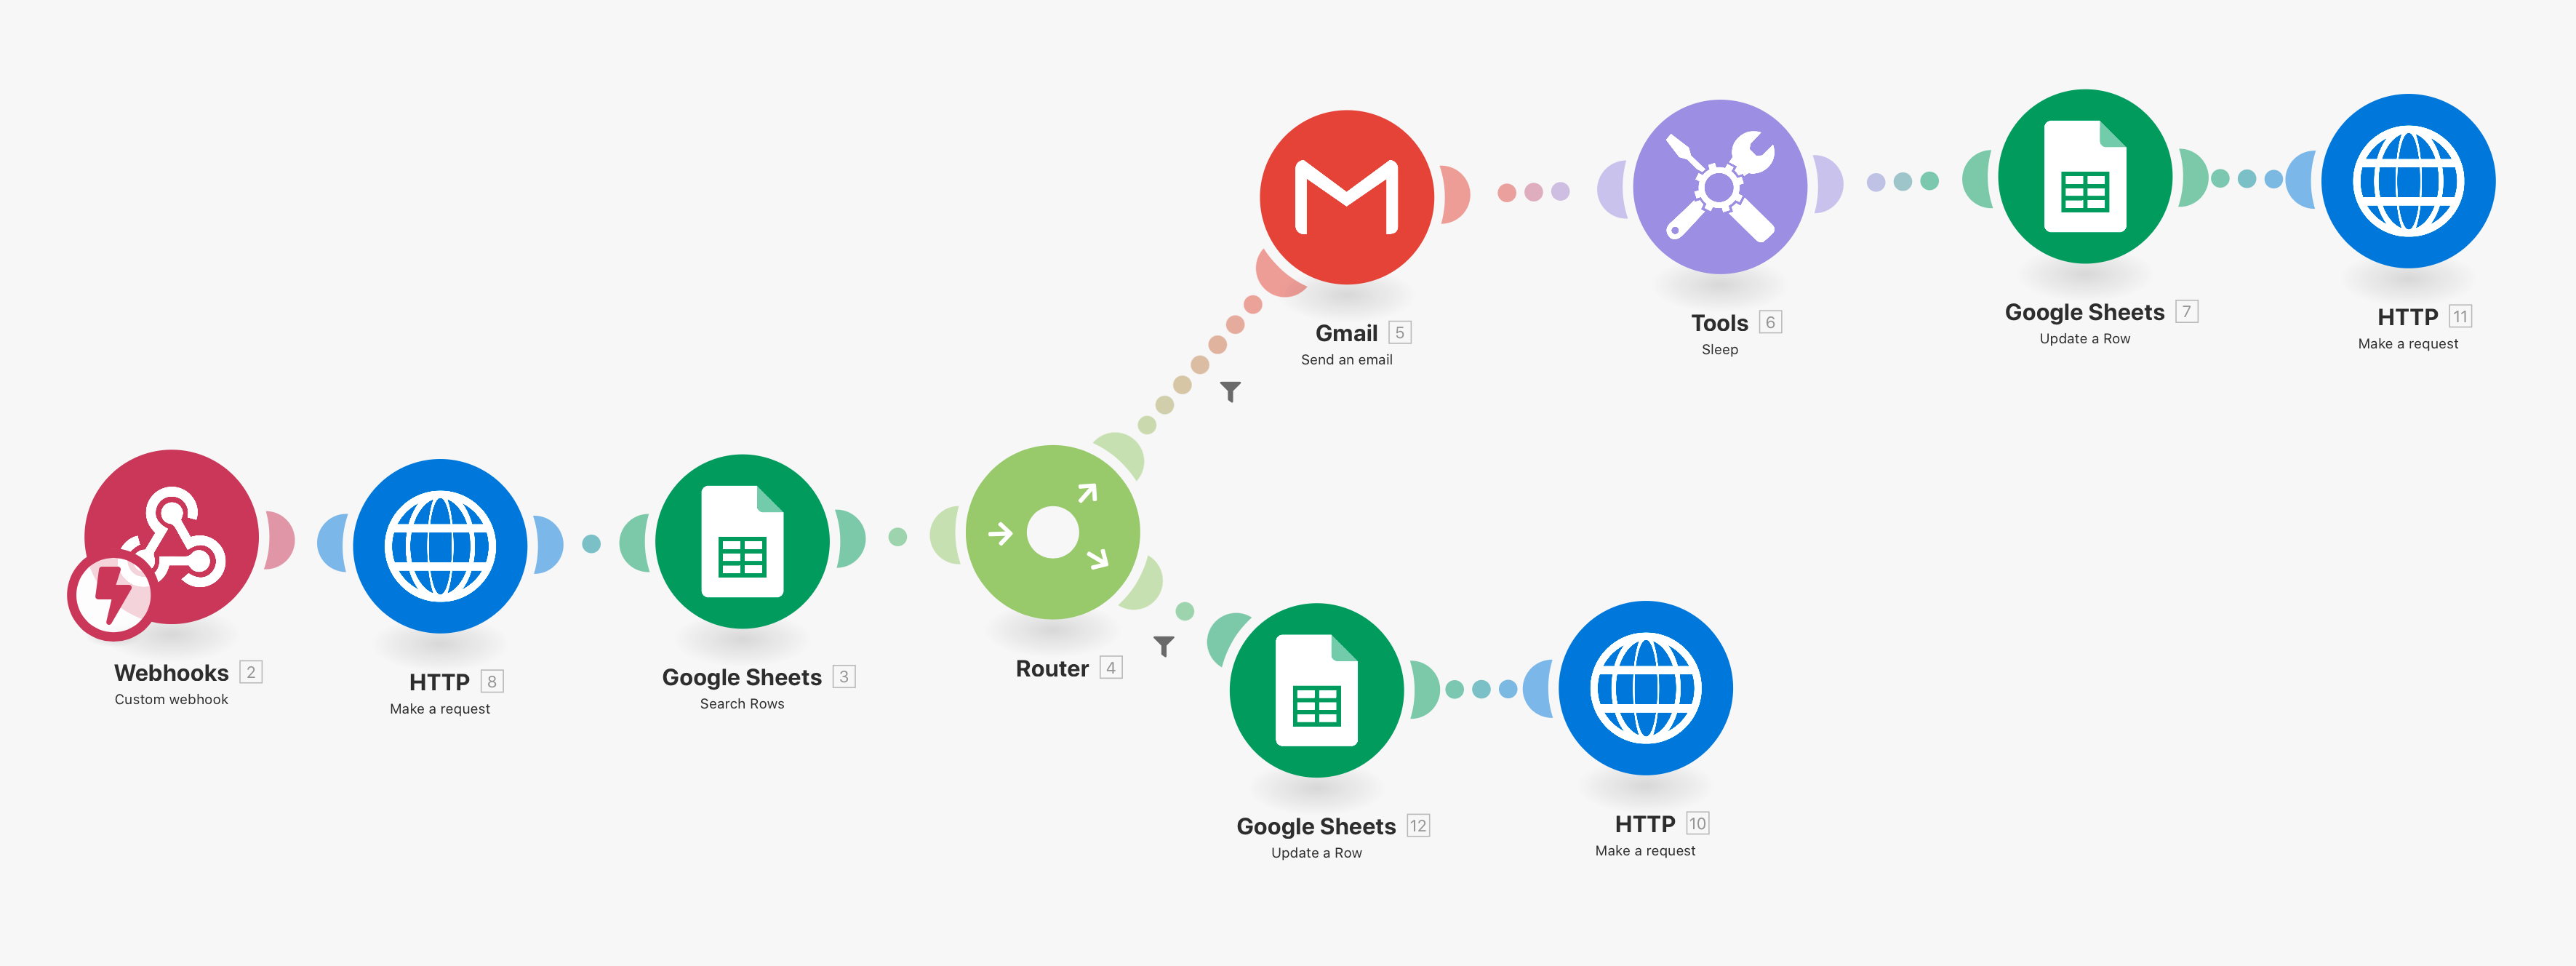 Gmail 5
Send an email
Tools 6
Sleep
Google Sheets 7
Update a Row
HTTP 11
Make a request
Webhooks 2
Custom webhook
HTTP 8
Make a request
Google Sheets 3
Search Rows
Router 4
Google Sheets 12
Update a Row
HTTP 10
Make a request